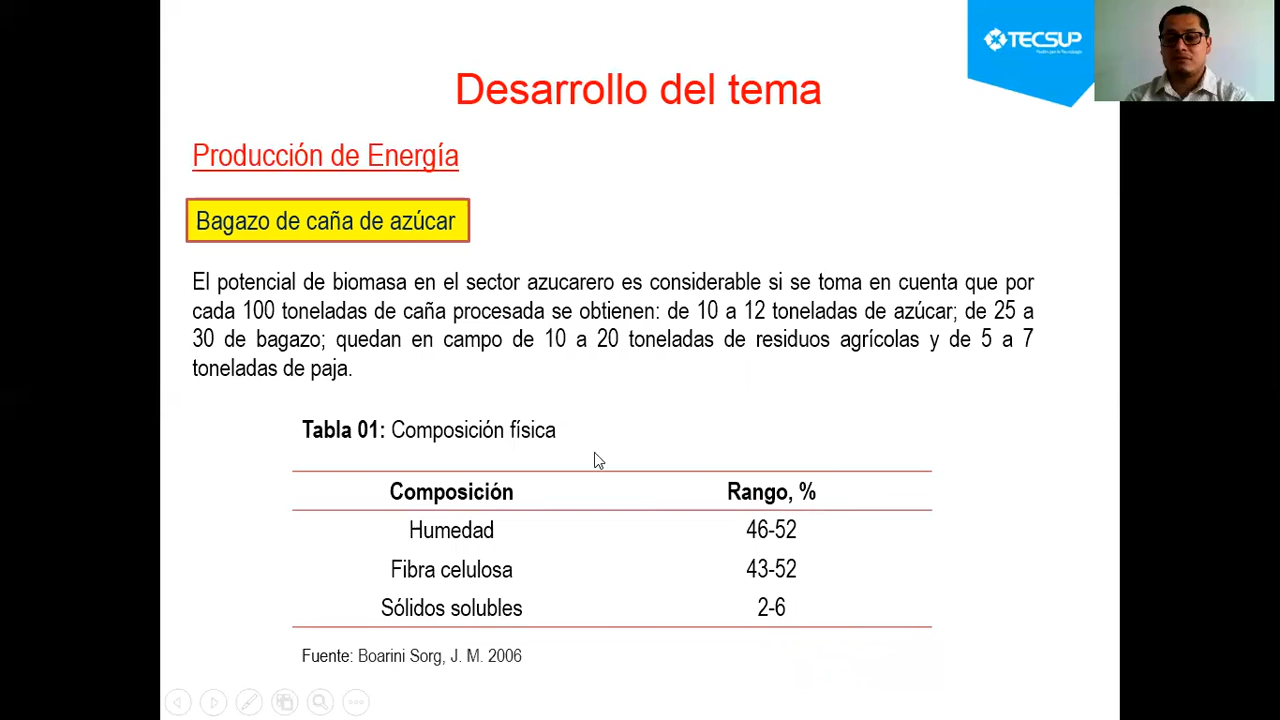 TECSUP
Desarrollo del tema
Producción de Energía
Bagazo de caña de azúcar
El potencial de biomasa en el sector azucarero es considerable si se toma en cuenta que por
cada 100 toneladas de caña procesada se obtienen: de 10 a 12 toneladas de azúcar; de 25 a
30 de bagazo; quedan en campo de 10 a 20 toneladas de residuos agrícolas y de 5 a 7
toneladas de paja.
Tabla 01: Composición física
Composición Rango, %
Humedad 46-52
Fibra celulosa 43-52
Sólidos solubles 2-6
Fuente: Boarini Sorg, J. M. 2006